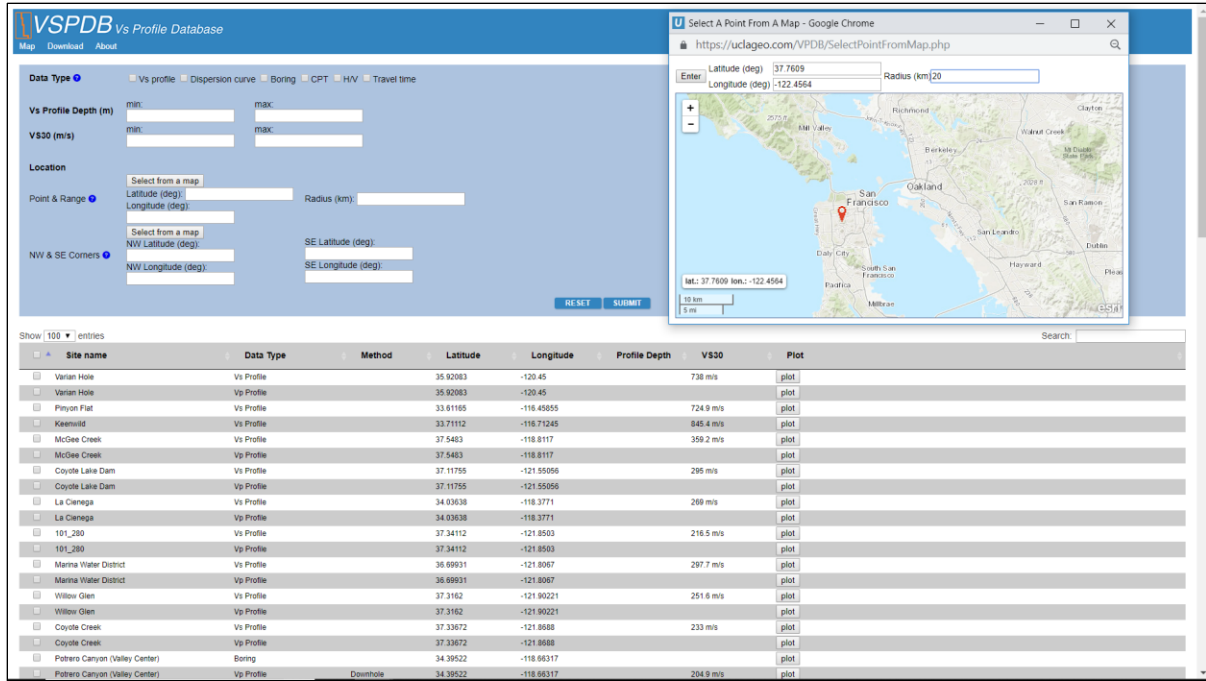 VSPDB Vs Profile Database
Map Download About
Data Type
Vs profile Dispersion curve Boring CPT H/V Travel time
Vs Profile Depth (m) min: max:
VS30 (m/s) min: max:
Location
Select from a map
Point & Range Latitude (deg): Radius (km):
Longitude (deg):
Select from a map
NW & SE Corners NW Latitude (deg): SE Latitude (deg):
NW Longitude (deg): SE Longitude (deg):
RESET SUBMIT
Select A Point From A Map - Google Chrome
https://uclageo.com/VPDB/SelectPointFromMap.php
Enter Latitude (deg) 37.7609 Radius (km) 20
Longitude (deg) -122.4564
+
−
Richmond
Clayton
Mill Valley
Walnut Creek
Berkeley
Oakland
San Francisco
San Ramon
San Leandro
Daly City
Dublin
South San Francisco
Hayward
Pacifica
Millbrae
lat.: 37.7609 lon.: -122.4564
10 km
5 mi
esri
Show 100 entries Search:
Site name Data Type Method Latitude Longitude Profile Depth VS30 Plot
Varian Hole Vs Profile 35.92083 -120.45 738 m/s plot
Varian Hole Vp Profile 35.92083 -120.45 plot
Pinyon Flat Vs Profile 33.61165 -116.45855 724.9 m/s plot
Keenwild Vs Profile 33.71112 -116.71245 845.4 m/s plot
McGee Creek Vs Profile 37.5483 -118.8117 359.2 m/s plot
McGee Creek Vp Profile 37.5483 -118.8117 plot
Coyote Lake Dam Vs Profile 37.11755 -121.55056 295 m/s plot
Coyote Lake Dam Vp Profile 37.11755 -121.55056 plot
La Cienega Vs Profile 34.03638 -118.3771 269 m/s plot
La Cienega Vp Profile 34.03638 -118.3771 plot
101_280 Vs Profile 37.34112 -121.8503 216.5 m/s plot
101_280 Vp Profile 37.34112 -121.8503 plot
Marina Water District Vs Profile 36.69931 -121.8067 297.7 m/s plot
Marina Water District Vp Profile 36.69931 -121.8067 plot
Willow Glen Vs Profile 37.3162 -121.90221 251.6 m/s plot
Willow Glen Vp Profile 37.3162 -121.90221 plot
Coyote Creek Vs Profile 37.33672 -121.8688 233 m/s plot
Coyote Creek Vp Profile 37.33672 -121.8688 plot
Potrero Canyon (Valley Center) Boring 34.39522 -118.66317 plot
Potrero Canyon (Valley Center) Vp Profile Downhole 34.39522 -118.66317 204.9 m/s plot